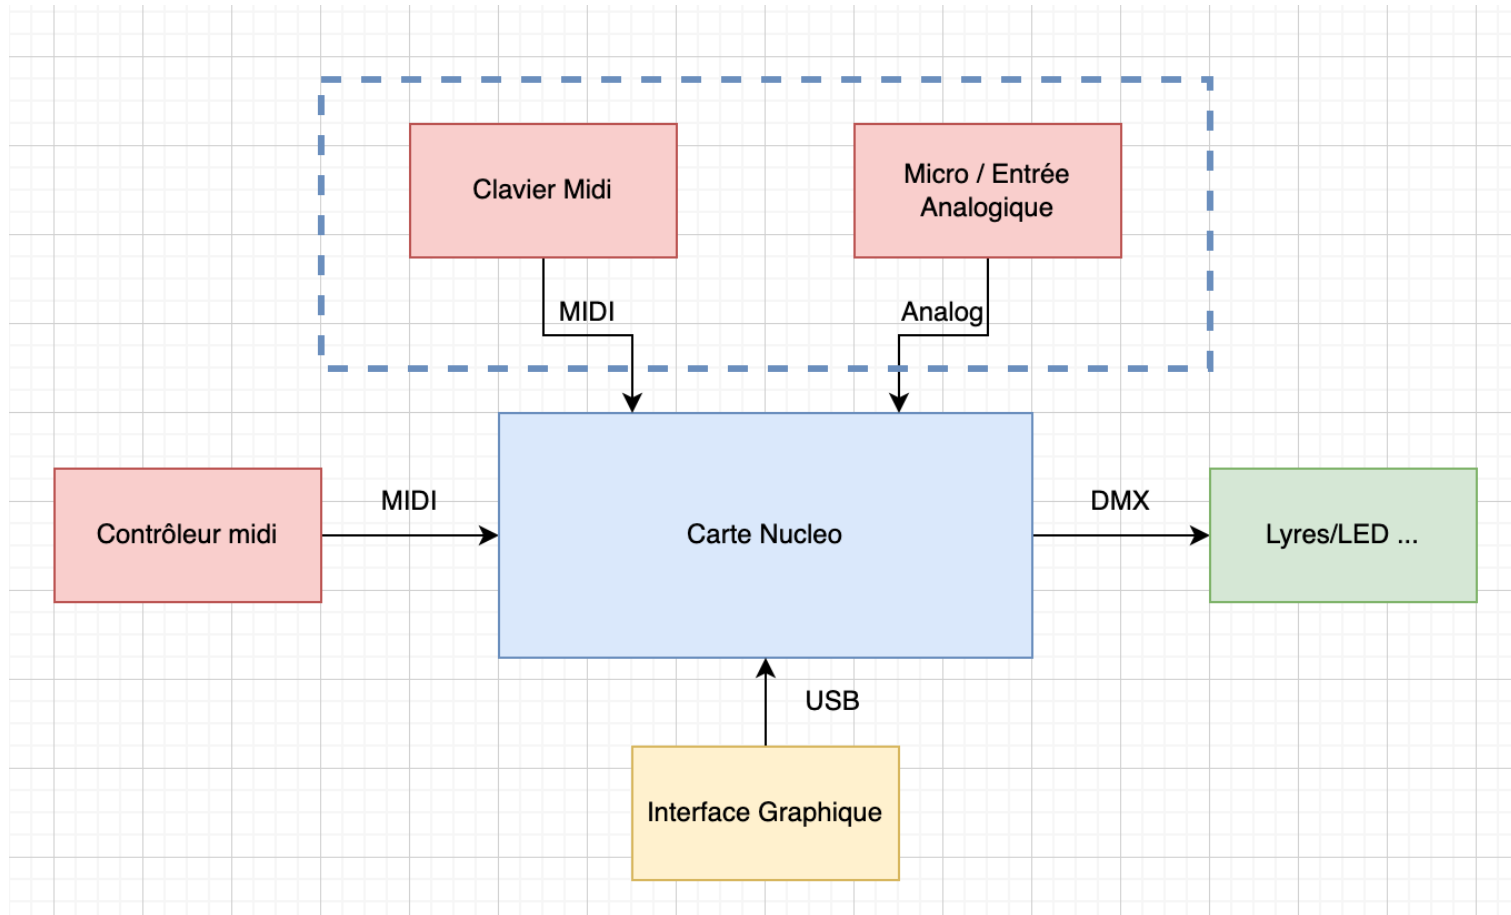 Clavier Midi
Micro / Entrée
Analogique
MIDI
Analog
Contrôleur midi
MIDI
Carte Nucleo
DMX
Lyres/LED ...
USB
Interface Graphique